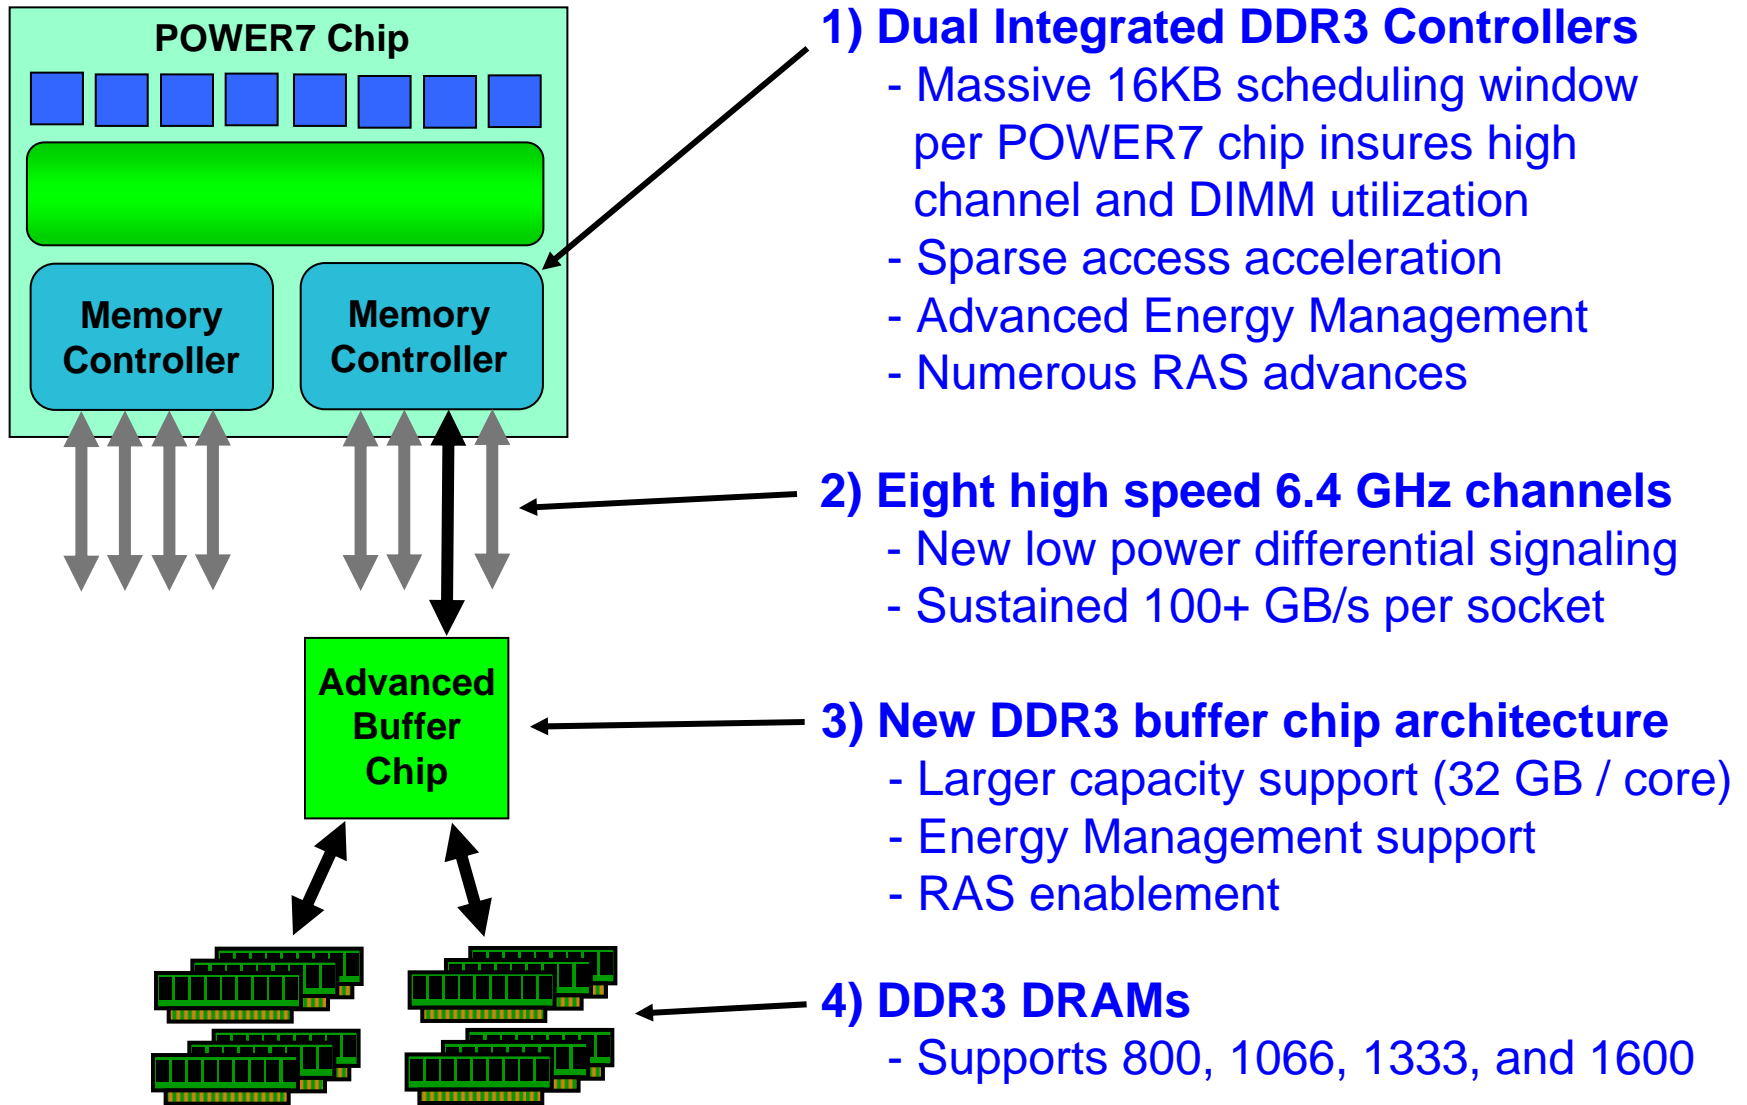 POWER7 Chip
Memory
Controller
Memory
Controller
Advanced
Buffer
Chip
1) Dual Integrated DDR3 Controllers
- Massive 16KB scheduling window
per POWER7 chip insures high
channel and DIMM utilization
- Sparse access acceleration
- Advanced Energy Management
- Numerous RAS advances
2) Eight high speed 6.4 GHz channels
- New low power differential signaling
- Sustained 100+ GB/s per socket
3) New DDR3 buffer chip architecture
- Larger capacity support (32 GB / core)
- Energy Management support
- RAS enablement
4) DDR3 DRAMs
- Supports 800, 1066, 1333, and 1600